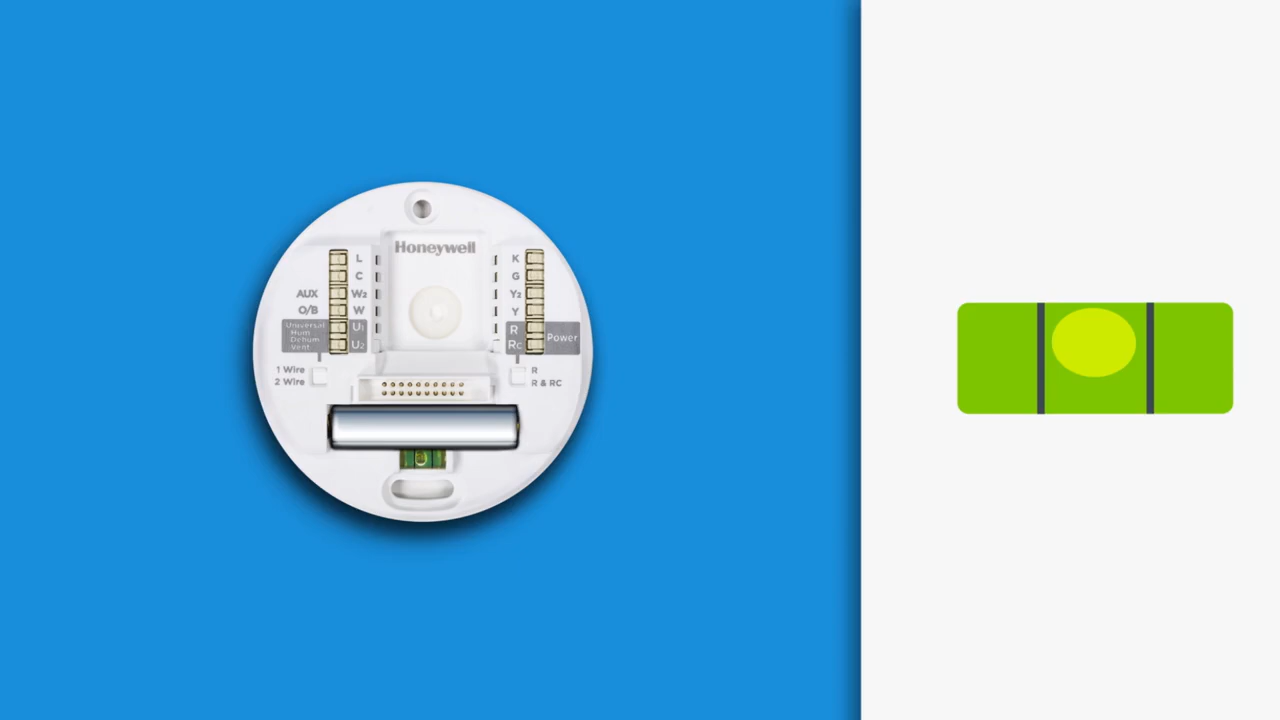 Honeywell
L
C
AUX W2
O/B W
Universal
Hum
Dehum
Vent.
U1
U2
1 Wire
2 Wire
K
G
Y2
Y
R
Rc
Power
R
R & RC